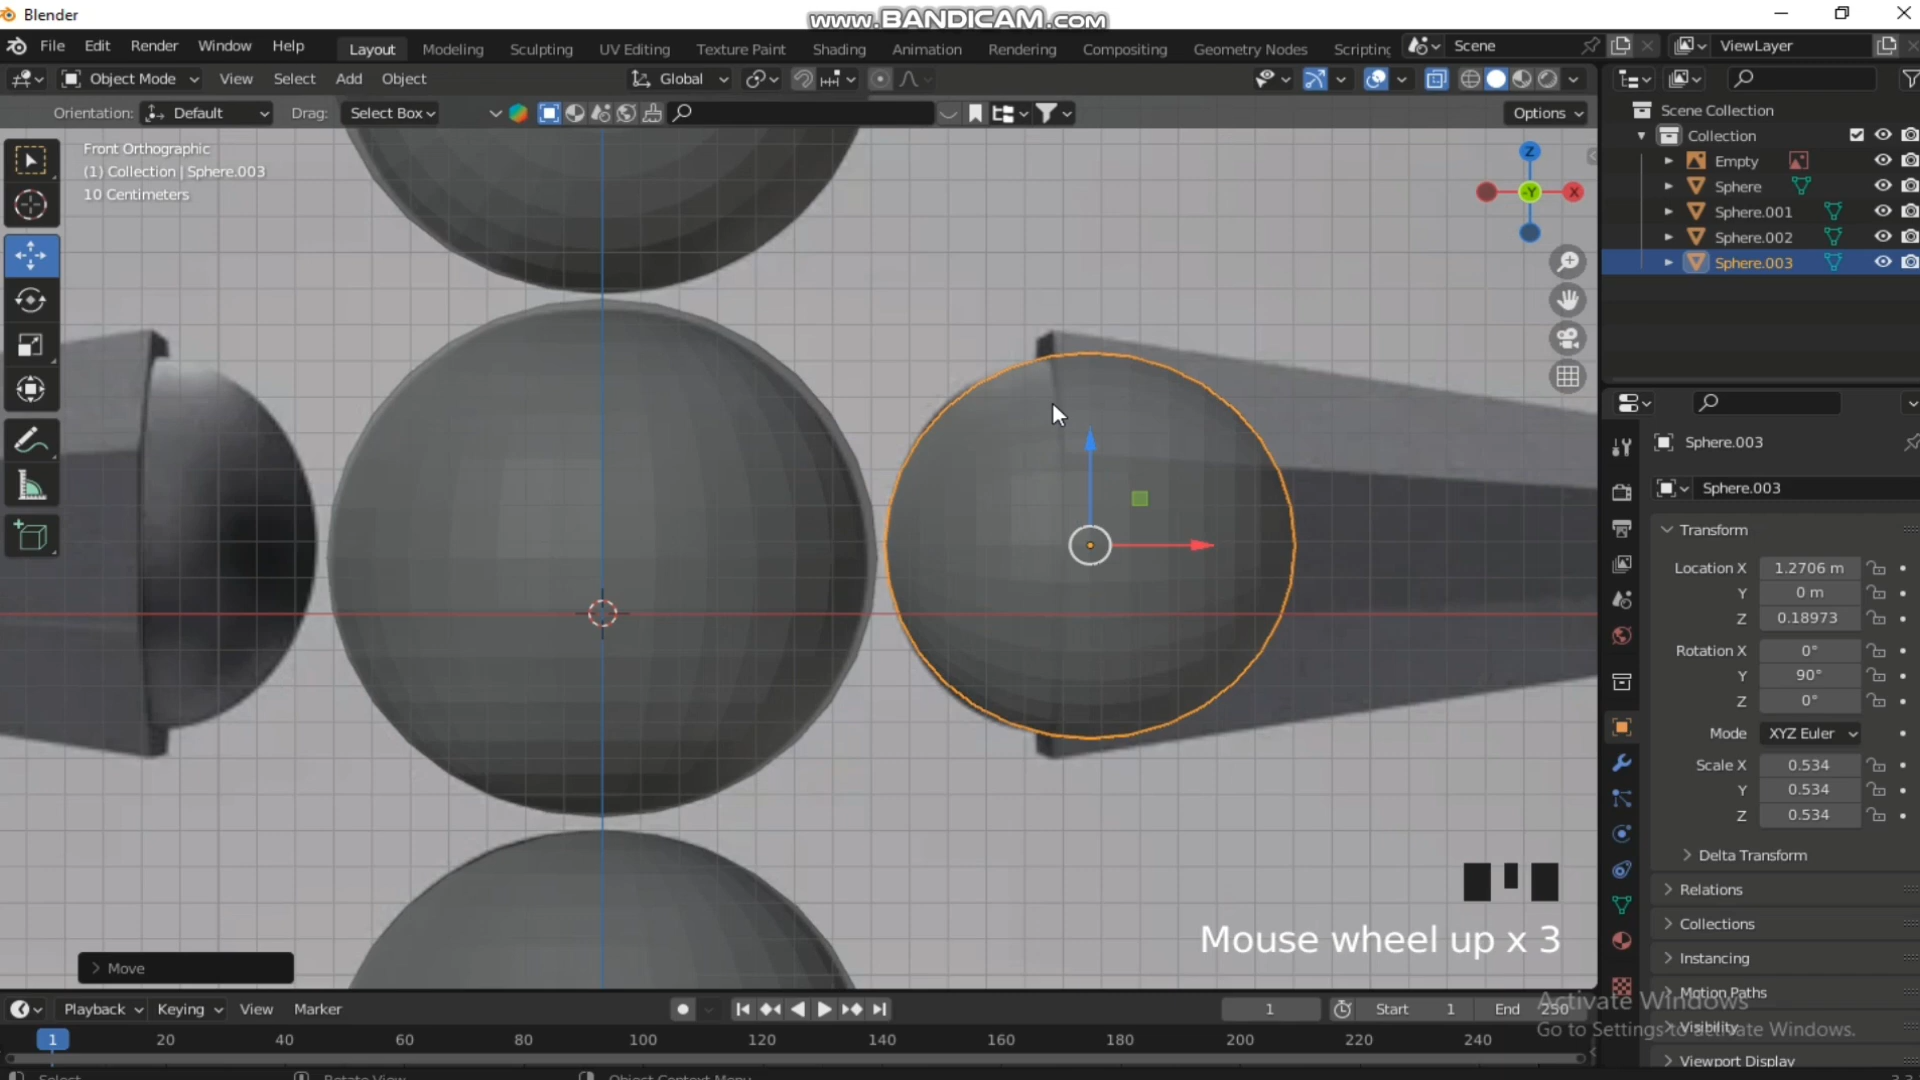 Blender
www.BANDICAM.com
File Edit Render Window Help
Layout Modeling Sculpting UV Editing Texture Paint Shading Animation Rendering Compositing Geometry Nodes Scripting
Scene
ViewLayer
Object Mode View Select Add Object
Global
Orientation: Default Drag: Select Box
Options
Front Orthographic
(1) Collection | Sphere.003
10 Centimeters
Z
X
-Y
Scene Collection
Collection
Empty
Sphere
Sphere.001
Sphere.002
Sphere.003
Sphere.003
Sphere.003
Transform
Location X 1.2706 m
Y 0 m
Z 0.18973
Rotation X 0°
Y 90°
Z 0°
Mode XYZ Euler
Scale X 0.534
Y 0.534
Z 0.534
Delta Transform
Relations
Collections
Instancing
Motion Paths
Visibility
Viewport Display
Mouse wheel up x 3
Move
Activate Windows
Go to Settings to activate Windows.
Playback Keying View Marker
1 Start 1 End 250
1 20 40 60 80 100 120 140 160 180 200 220 240
Select Rotate View Object Context Menu